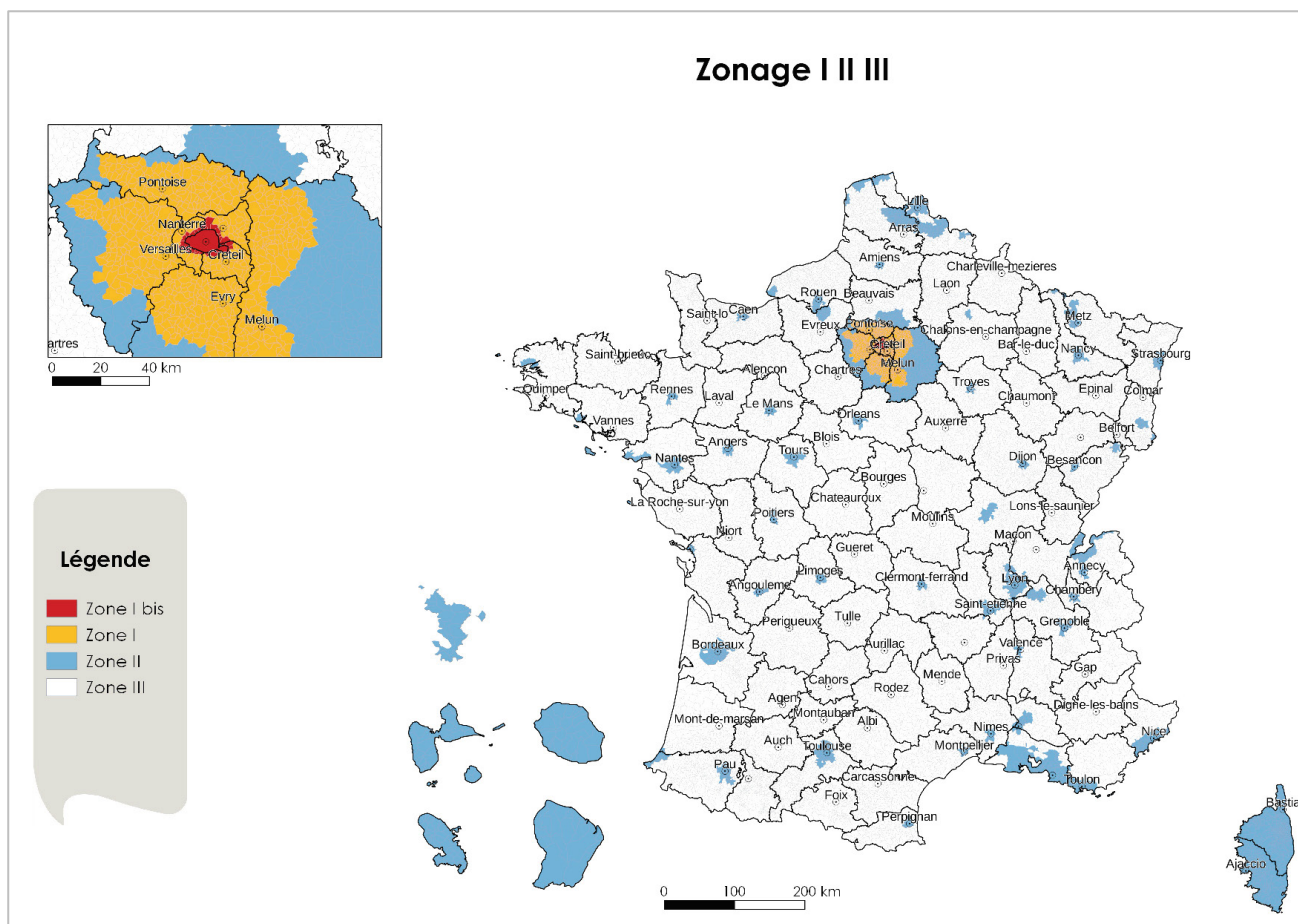 Zonage I II III
Pontoise
Nanterre
Versailles
Creteil
Evry
Melun
artres
0 20 40 km
Légende
Zone I bis
Zone I
Zone II
Zone III
Lille
Arras
Amiens
Charleville-mezieres
Laon
Rouen
Beauvais
Saint-lo
Caen
Evreux
Pontoise
Creteil
Melun
Chalons-en-champagne
Bar-le-duc
Metz
Nancy
Strasbourg
Saint-brieuc
Quimper
Rennes
Alençon
Chartres
Laval
Le Mans
Troyes
Chaumont
Epinal
Colmar
Vannes
Orleans
Auxerre
Belfort
Angers
Blois
Nantes
Tours
Dijon
Besancon
Bourges
La Roche-sur-yon
Chateauroux
Poitiers
Niort
Moulins
Lons-le-saunier
Macon
Gueret
Limoges
Angouleme
Clermont-ferrand
Lyon
Annecy
Chambery
Saint-etienne
Perigueux
Tulle
Grenoble
Bordeaux
Aurillac
Valence
Privas
Gap
Cahors
Mende
Rodez
Agen
Digne-les-bains
Mont-de-marsan
Montauban
Albi
Nimes
Nice
Auch
Toulouse
Montpellier
Pau
Carcassonne
Toulon
Foix
Perpignan
Bastia
Ajaccio
0 100 200 km